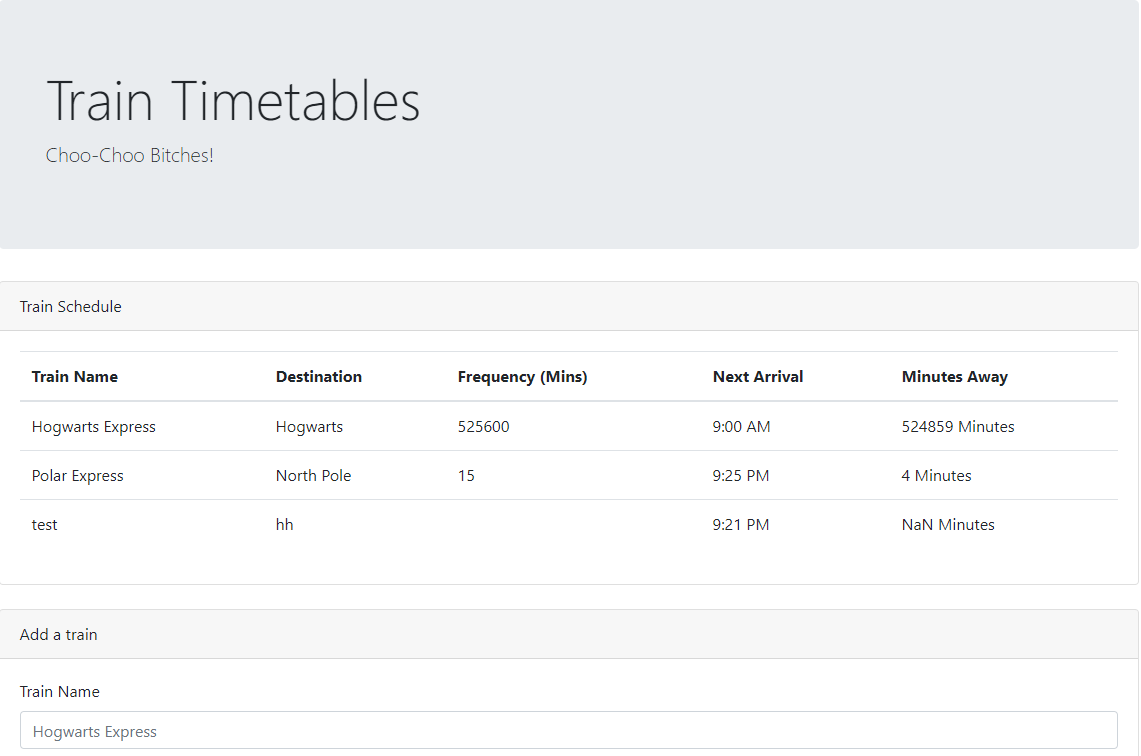 Train Timetables
Choo-Choo Bitches!
Train Schedule
Train Name Destination Frequency (Mins) Next Arrival Minutes Away
Hogwarts Express Hogwarts 525600 9:00 AM 524859 Minutes
Polar Express North Pole 15 9:25 PM 4 Minutes
test hh 9:21 PM NaN Minutes
Add a train
Train Name
Hogwarts Express